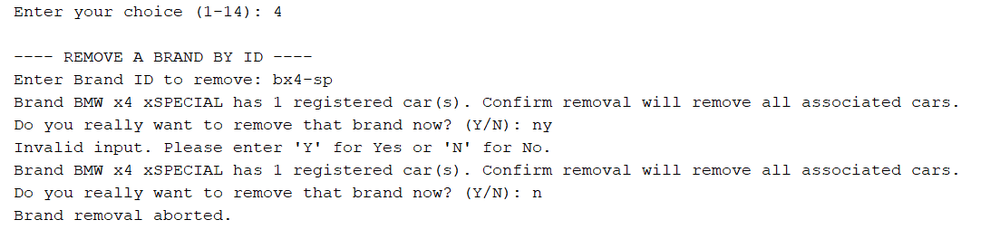 Enter your choice (1-14): 4
---- REMOVE A BRAND BY ID ----
Enter Brand ID to remove: bx4-sp
Brand BMW x4 xSPECIAL has 1 registered car(s). Confirm removal will remove all associated cars.
Do you really want to remove that brand now? (Y/N): ny
Invalid input. Please enter 'Y' for Yes or 'N' for No.
Brand BMW x4 xSPECIAL has 1 registered car(s). Confirm removal will remove all associated cars.
Do you really want to remove that brand now? (Y/N): n
Brand removal aborted.